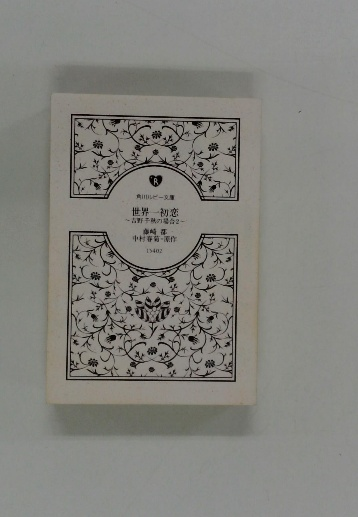 R
角川ルビー文庫
世界一初恋
~吉野千秋の場合2~
藤崎 都
中村春菊・原作
15402